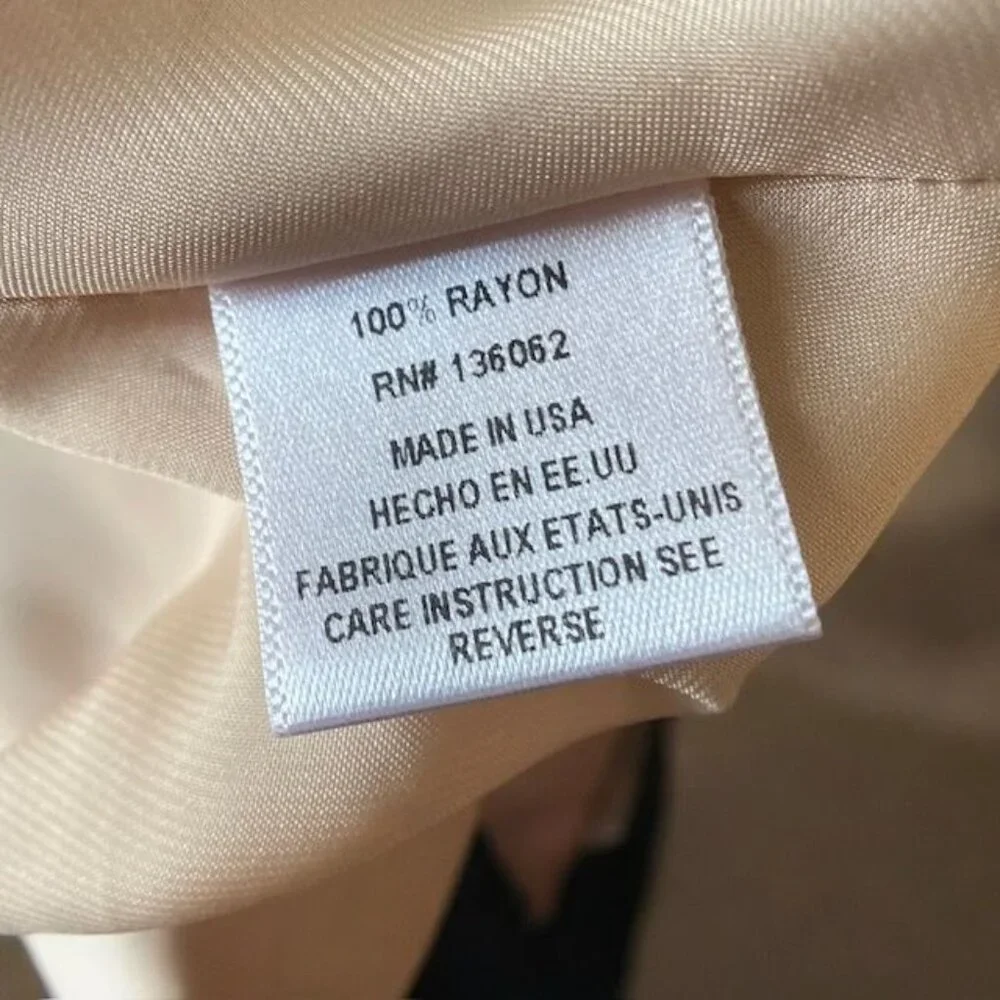 100% RAYON
RN# 136062
MADE IN USA
HECHO EN EE.UU
FABRIQUE AUX ETATS-UNIS
CARE INSTRUCTION SEE
REVERSE